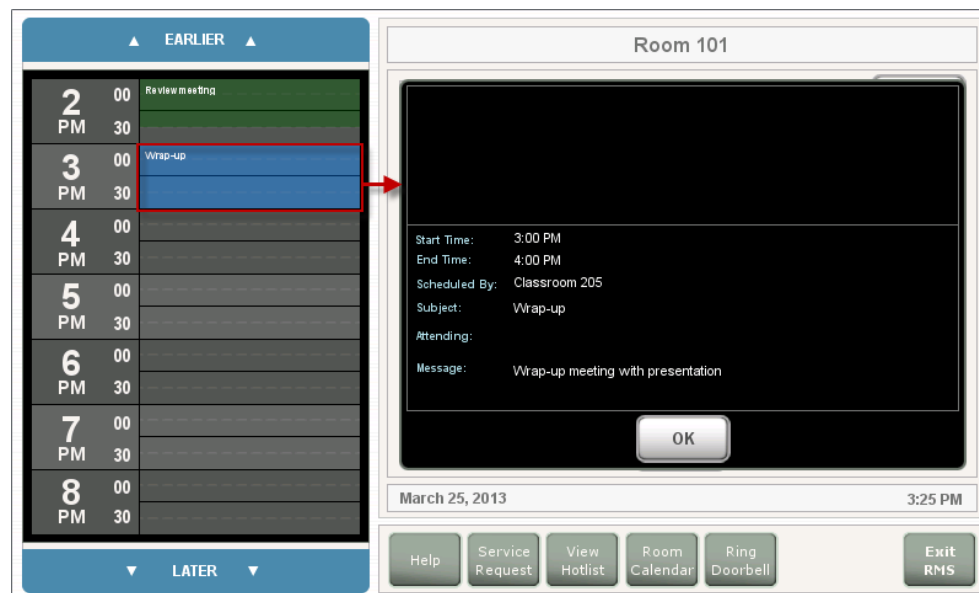 ▲ EARLIER ▲
2 PM 00 Review meeting
30
3 PM 00 Wrap-up
30
4 PM 00
30
5 PM 00
30
6 PM 00
30
7 PM 00
30
8 PM 00
30
▼ LATER ▼
Room 101
Start Time: 3:00 PM
End Time: 4:00 PM
Scheduled By: Classroom 205
Subject: Wrap-up
Attending:
Message: Wrap-up meeting with presentation
OK
March 25, 2013 3:25 PM
Help
Service
Request
View
Hotlist
Room
Calendar
Ring
Doorbell
Exit
RMS